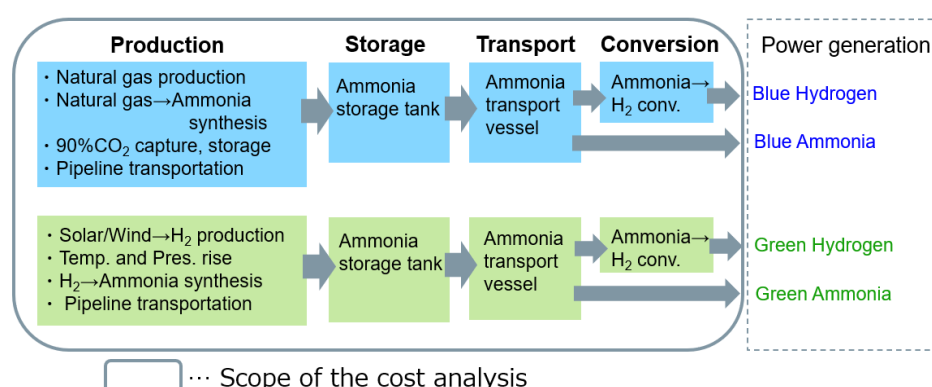 Production
Storage
Transport
Conversion
Power generation
・Natural gas production
・Natural gas→Ammonia
synthesis
・90%CO₂ capture, storage
・Pipeline transportation
Ammonia
storage tank
Ammonia
transport
vessel
Ammonia→
H₂ conv.
Blue Hydrogen
Blue Ammonia
・Solar/Wind→H₂ production
・Temp. and Pres. rise
・H₂→Ammonia synthesis
・ Pipeline transportation
Ammonia
storage tank
Ammonia
transport
vessel
Ammonia→
H₂ conv.
Green Hydrogen
Green Ammonia
… Scope of the cost analysis